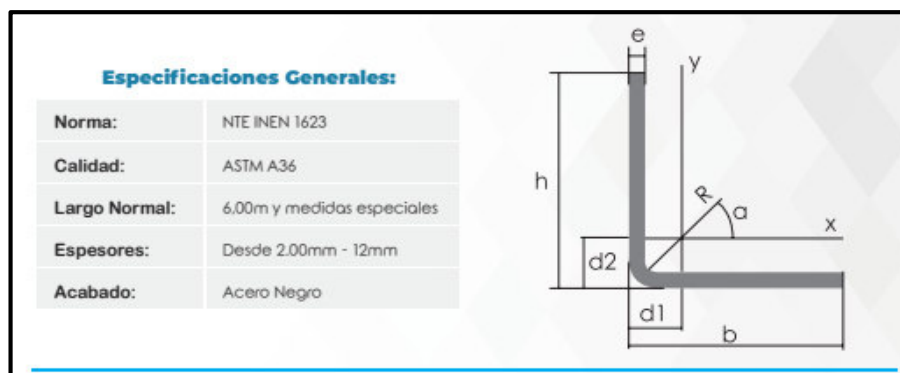 Especificaciones Generales:
Norma: NTE INEN 1623
Calidad: ASTM A36
Largo Normal: 6,00m y medidas especiales
Espesores: Desde 2.00mm - 12mm
Acabado: Acero Negro
e
y
h
R
a
x
d2
d1
b